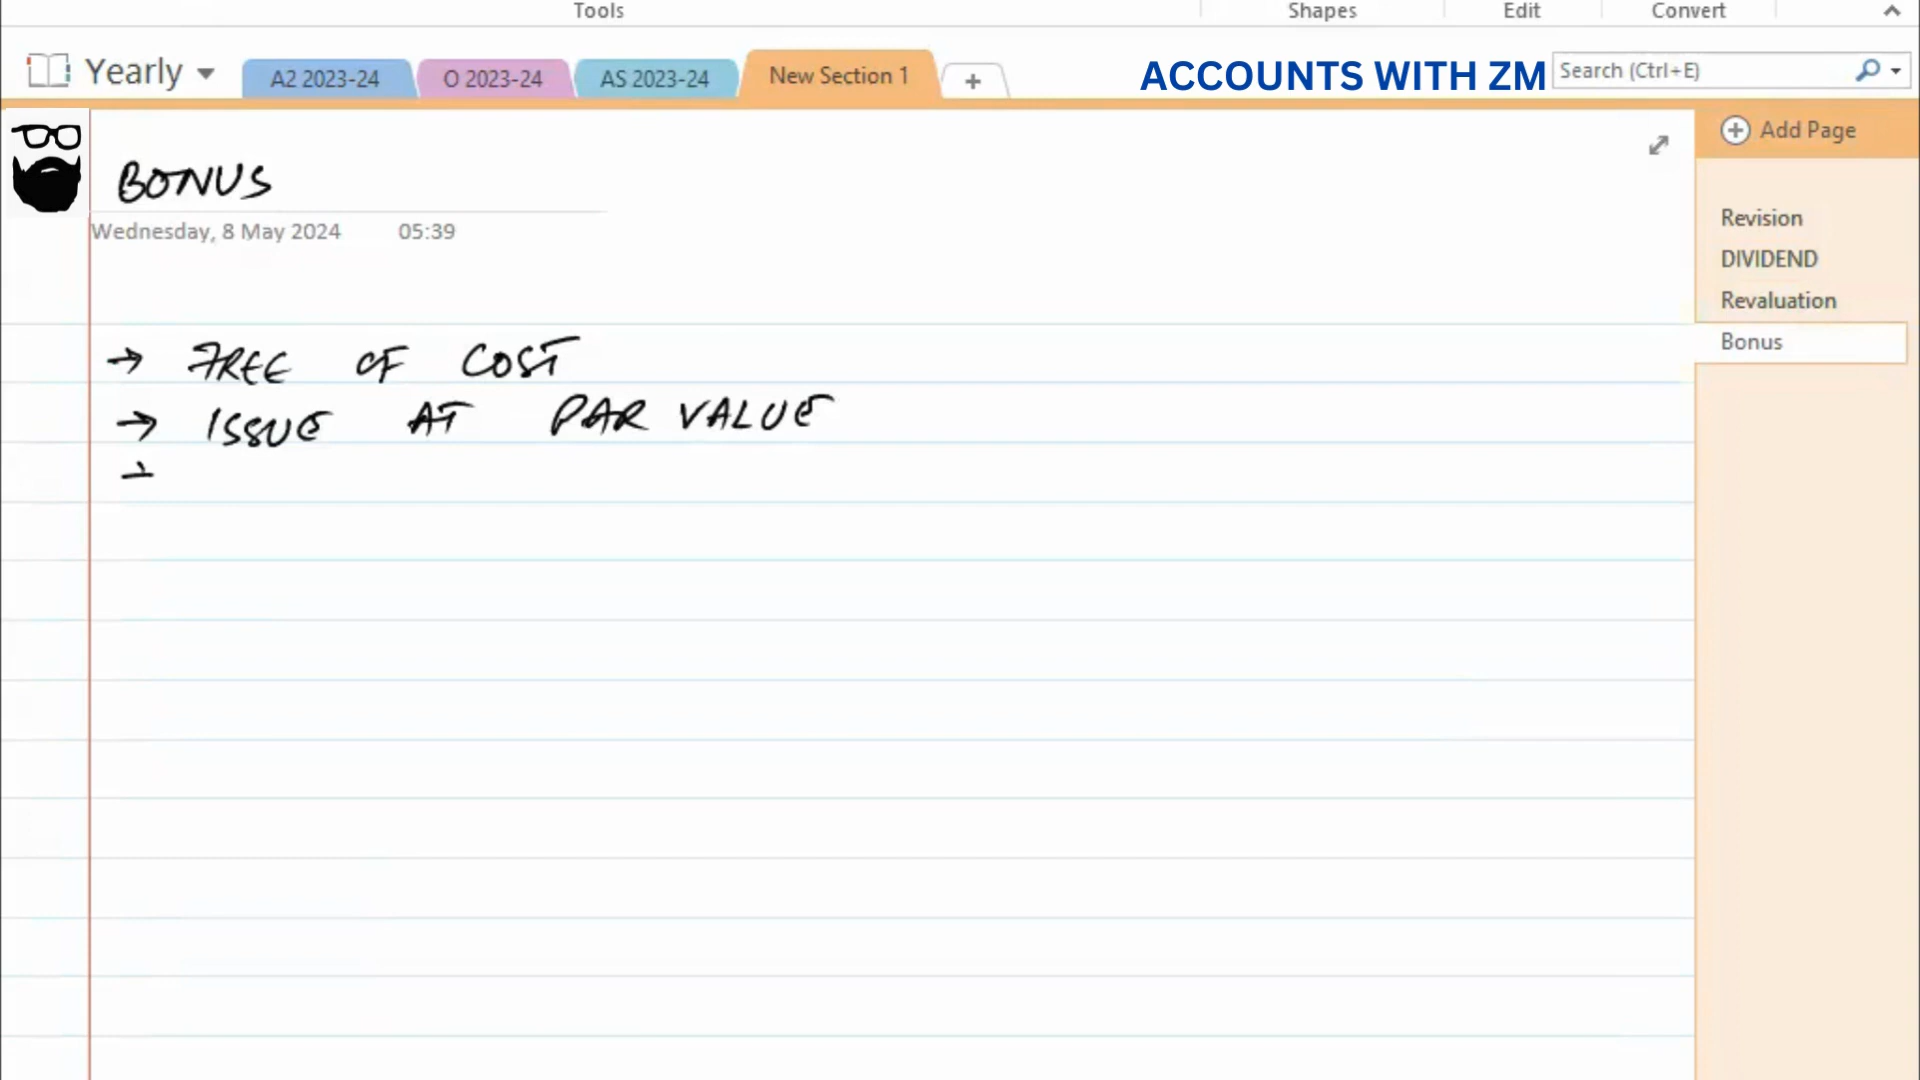 Tools Shapes Edit Convert
Yearly A2 2023-24 O 2023-24 AS 2023-24 New Section 1 + ACCOUNTS WITH ZM Search (Ctrl+E)
Add Page
BONUS
Wednesday, 8 May 2024 05:39
Revision
DIVIDEND
Revaluation
Bonus
→ FREE OF COST
→ ISSUE AT PAR VALUE